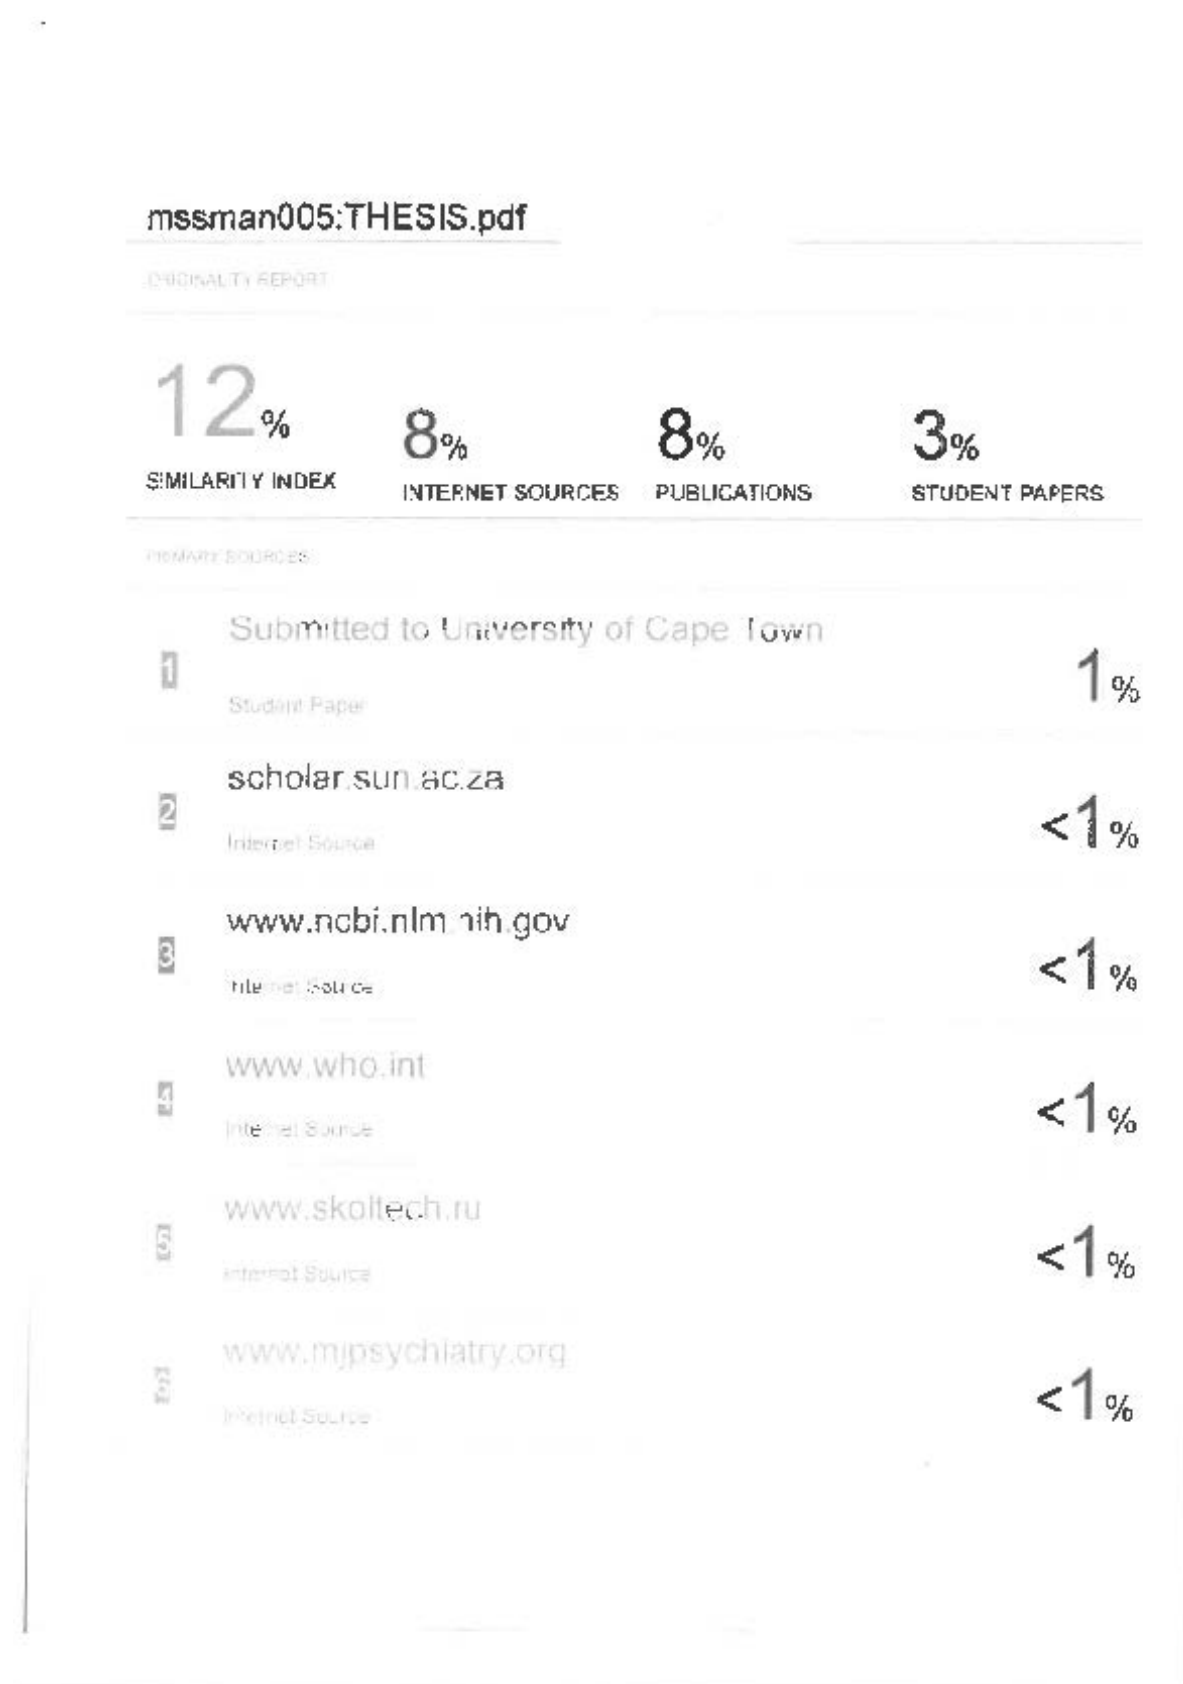 mssman005:THESIS.pdf
ORIGINALITY REPORT
12%
SIMILARITY INDEX
8%
INTERNET SOURCES
8%
PUBLICATIONS
3%
STUDENT PAPERS
PRIMARY SOURCES
1
Submitted to University of Cape Town
Student Paper
1%
2
scholar.sun.ac.za
Internet Source
<1%
3
www.ncbi.nlm.nih.gov
Internet Source
<1%
4
www.who.int
Internet Source
<1%
5
www.skoltech.ru
Internet Source
<1%
www.mjpsychiatry.org
Internet Source
<1%